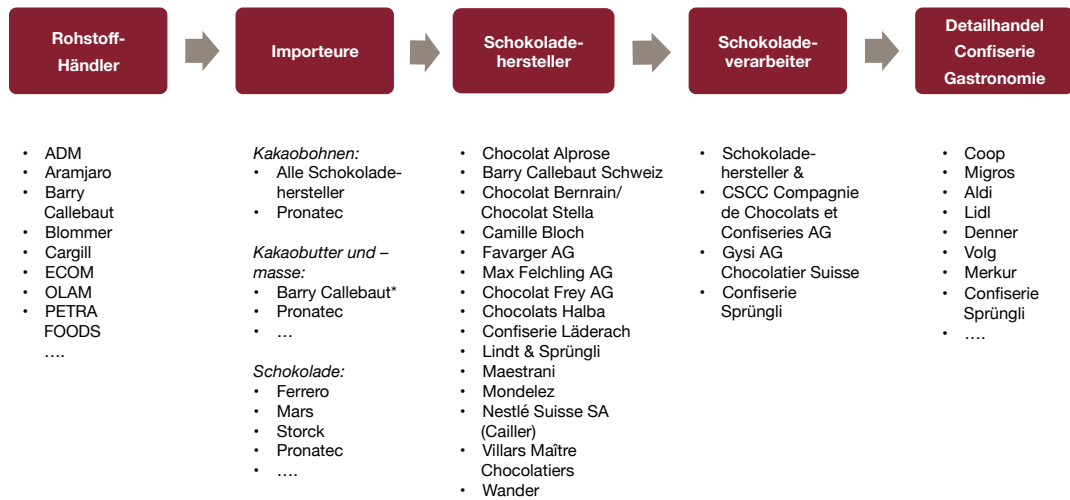 Rohstoff-
Händler
Importeure
Schokolade-
hersteller
Schokolade-
verarbeiter
Detailhandel
Confiserie
Gastronomie
• ADM
• Aramjaro
• Barry
Callebaut
• Blommer
• Cargill
• ECOM
• OLAM
• PETRA
FOODS
....
Kakaobohnen:
• Alle Schokolade-
hersteller
• Pronatec
Kakaobutter und –
masse:
• Barry Callebaut*
• Pronatec
• …
Schokolade:
• Ferrero
• Mars
• Storck
• Pronatec
• ….
• Chocolat Alprose
• Barry Callebaut Schweiz
• Chocolat Bernrain/
Chocolat Stella
• Camille Bloch
• Favarger AG
• Max Felchling AG
• Chocolat Frey AG
• Chocolats Halba
• Confiserie Läderach
• Lindt & Sprüngli
• Maestrani
• Mondelez
• Nestlé Suisse SA
(Cailler)
• Villars Maître
Chocolatiers
• Wander
• Schokolade-
hersteller &
• CSCC Compagnie
de Chocolats et
Confiseries AG
• Gysi AG
Chocolatier Suisse
• Confiserie
Sprüngli
• Coop
• Migros
• Aldi
• Lidl
• Denner
• Volg
• Merkur
• Confiserie
Sprüngli
• ….